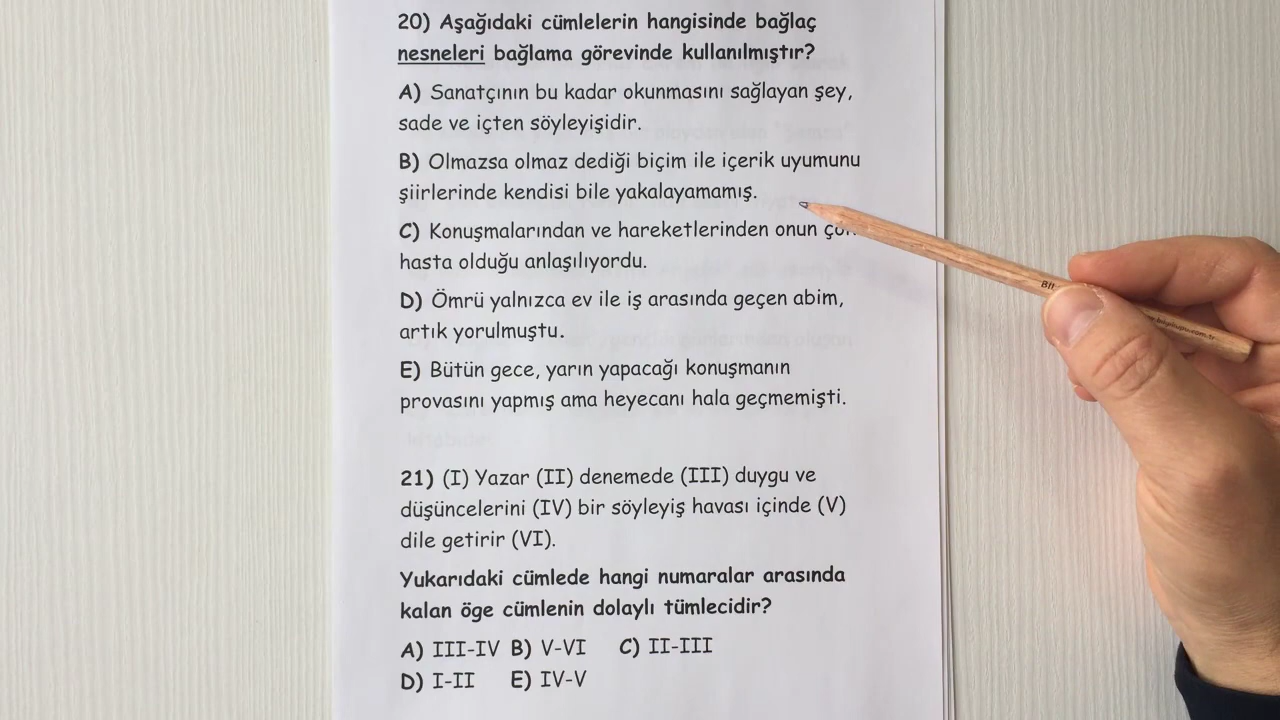 20) Aşağıdaki cümlelerin hangisinde bağlaç
nesneleri bağlama görevinde kullanılmıştır?
A) Sanatçının bu kadar okunmasını sağlayan şey,
sade ve içten söyleyişidir.
B) Olmazsa olmaz dediği biçim ile içerik uyumunu
şiirlerinde kendisi bile yakalayamamış.
C) Konuşmalarından ve hareketlerinden onun
hasta olduğu anlaşılıyordu.
D) Ömrü yalnızca ev ile iş arasında geçen abim,
artık yorulmuştu.
E) Bütün gece, yarın yapacağı konuşmanın
provasını yapmış ama heyecanı hala geçmemişti.
21) (I) Yazar (II) denemede (III) duygu ve
düşüncelerini (IV) bir söyleyiş havası içinde (V)
dile getirir (VI).
Yukarıdaki cümlede hangi numaralar arasında
kalan öge cümlenin dolaylı tümlecidir?
A) III-IV B) V-VI C) II-III
D) I-II E) IV-V